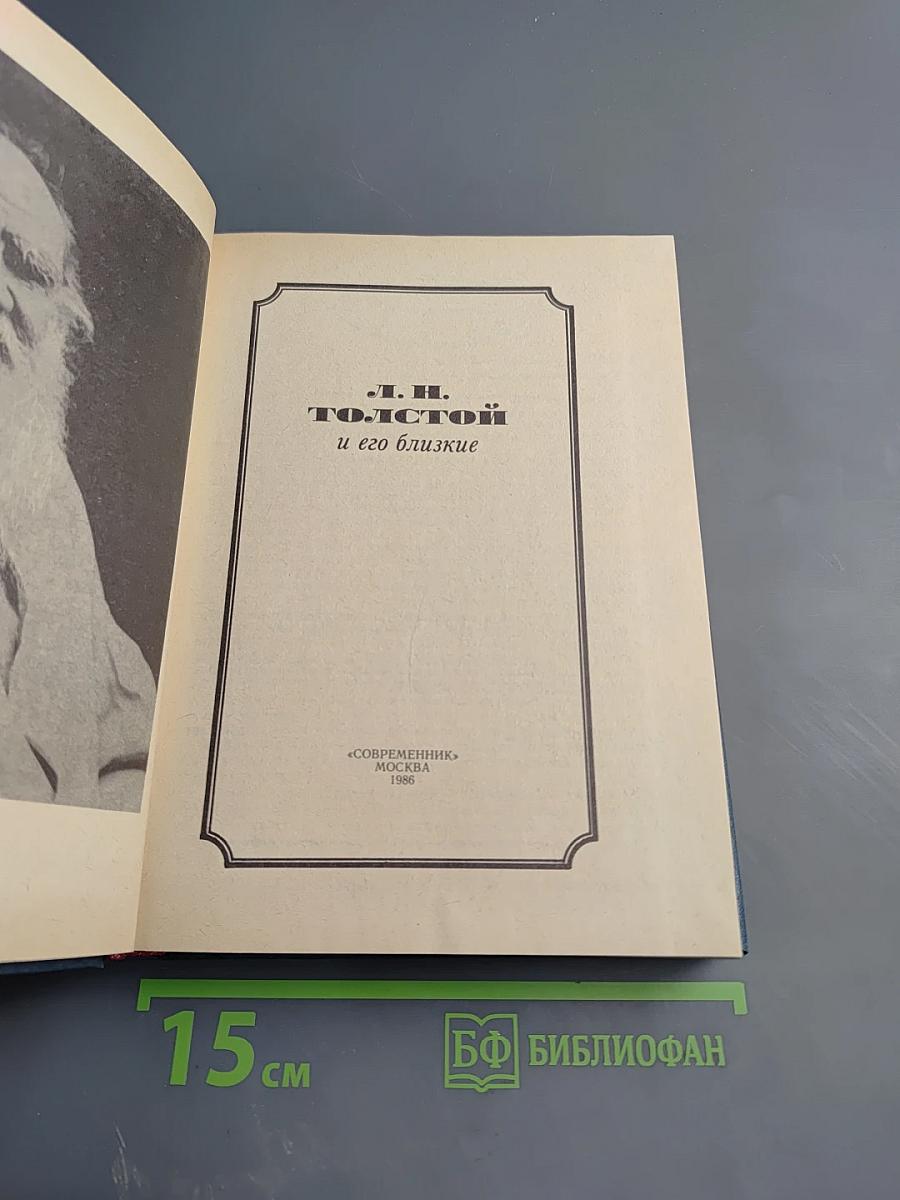 Л. Н.
ТОЛСТОЙ
и его близкие
«СОВРЕМЕННИК»
МОСКВА
1986
15 см
БФ БИБЛИОФАН